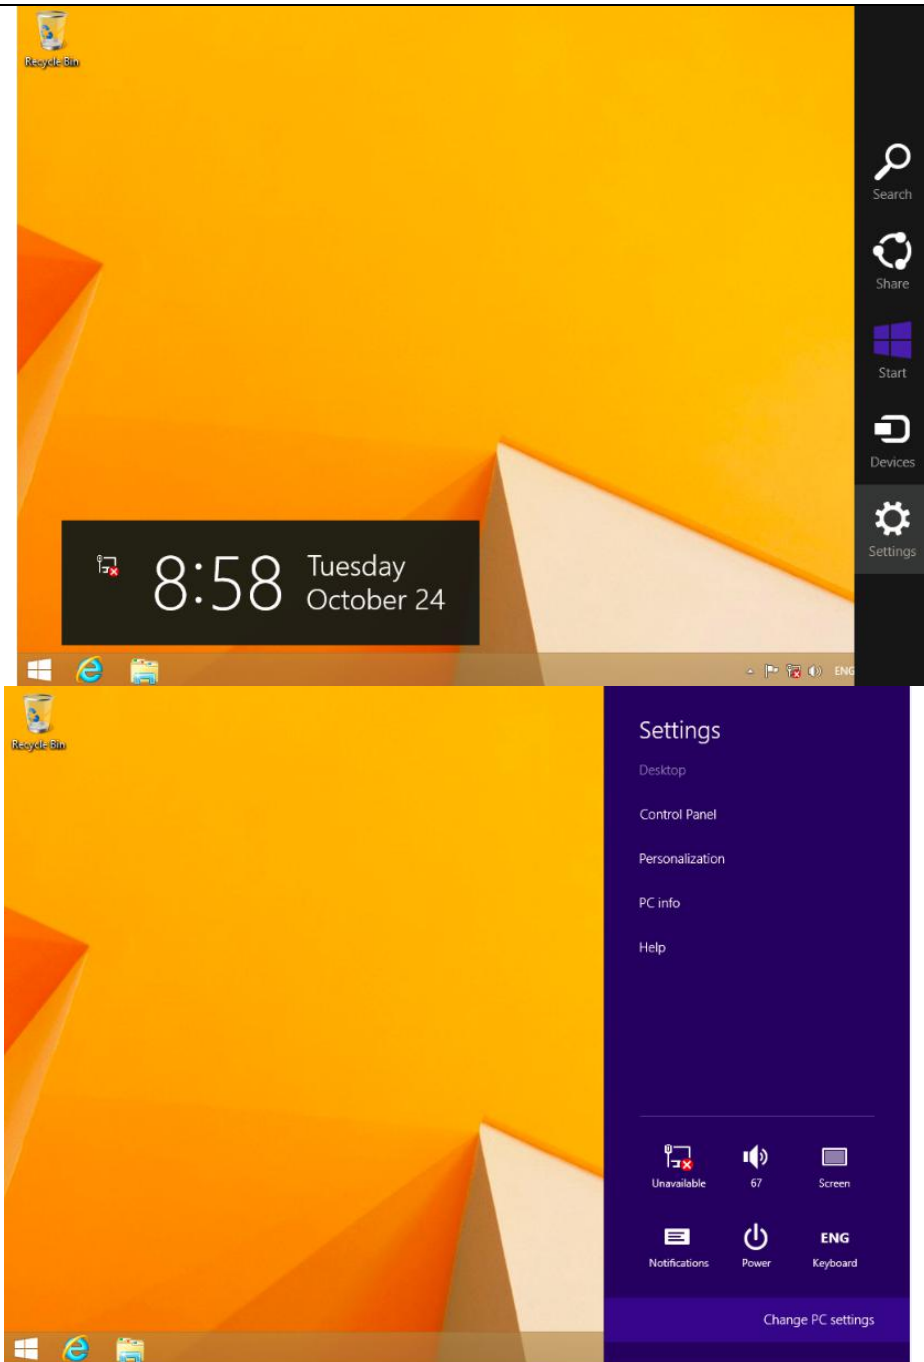 Recycle Bin
Search
Share
Start
Devices
Settings
8:58
Tuesday
October 24
ENG
Recycle Bin
Settings
Desktop
Control Panel
Personalization
PC info
Help
Unavailable
67
Screen
Notifications
Power
ENG
Keyboard
Change PC settings